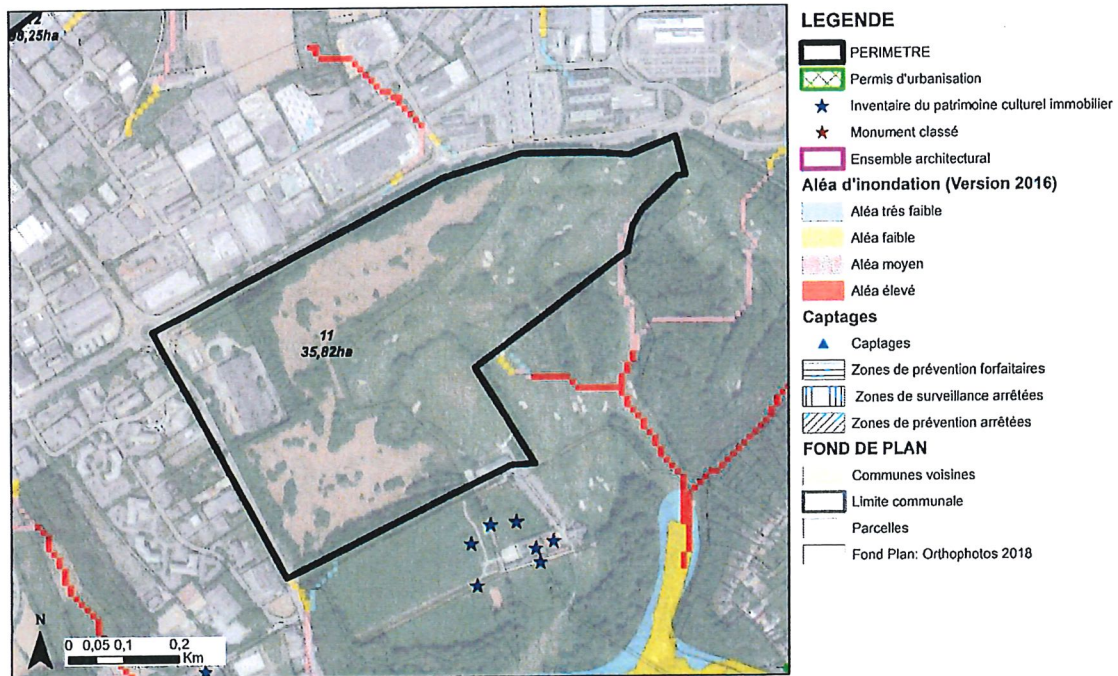 12
98,25ha
11
35,82ha
N
0 0,05 0,1 0,2
Km
LEGENDE
PERIMETRE
Permis d'urbanisation
Inventaire du patrimoine culturel immobilier
Monument classé
Ensemble architectural
Aléa d'inondation (Version 2016)
Aléa très faible
Aléa faible
Aléa moyen
Aléa élevé
Captages
Captages
Zones de prévention forfaitaires
Zones de surveillance arrêtées
Zones de prévention arrêtées
FOND DE PLAN
Communes voisines
Limite communale
Parcelles
Fond Plan: Orthophotos 2018